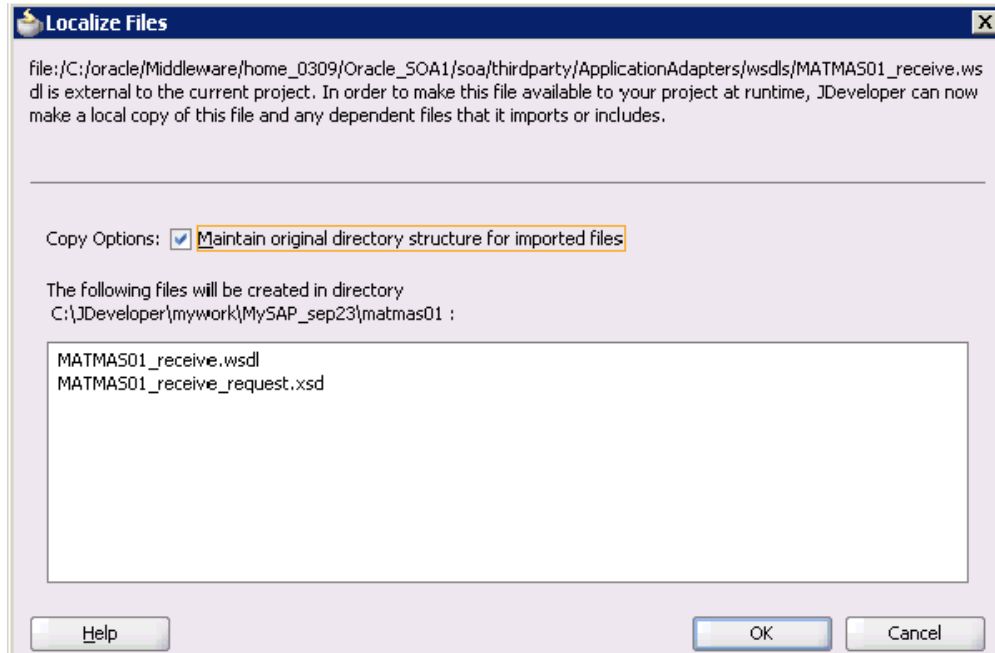 Localize Files
file:/C:/oracle/Middleware/home_0309/Oracle_SOA1/soa/thirdparty/ApplicationAdapters/wsdls/MATMAS01_receive.ws
dl is external to the current project. In order to make this file available to your project at runtime, JDeveloper can now
make a local copy of this file and any dependent files that it imports or includes.
Copy Options: Maintain original directory structure for imported files
The following files will be created in directory
C:\JDeveloper\mywork\MySAP_sep23\matmas01 :
MATMAS01_receive.wsdl
MATMAS01_receive_request.xsd
Help OK Cancel